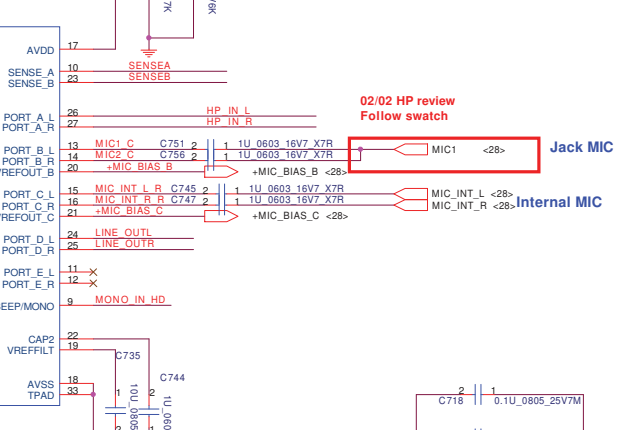 7K
6K
AVDD 17
SENSE_A 10 SENSEA
SENSE_B 23 SENSEB
02/02 HP review
Follow swatch
PORT_A_L 26 HP_IN_L
PORT_A_R 27 HP_IN_R
PORT_B_L 13 MIC1_C C751 2 1 1U_0603_16V7_X7R MIC1 <28> Jack MIC
PORT_B_R 14 MIC2_C C756 2 1 1U_0603_16V7_X7R
VREFOUT_B 20 +MIC_BIAS_B +MIC_BIAS_B <28>
PORT_C_L 15 MIC_INT_L_R C745 2 1 1U_0603_16V7_X7R MIC_INT_L <28>
PORT_C_R 16 MIC_INT_R_R C747 2 1 1U_0603_16V7_X7R MIC_INT_R <28> Internal MIC
VREFOUT_C 21 +MIC_BIAS_C +MIC_BIAS_C <28>
PORT_D_L 24 LINE_OUTL
PORT_D_R 25 LINE_OUTR
PORT_E_L 11
PORT_E_R 12
EEP/MONO 9 MONO_IN_HD
CAP2 22
VREFFILT 19
C735
C744
AVSS 18
TPAD 33
1 10U_0805
2 1U_060
2 1
C718 2 1 0.1U_0805_25V7M